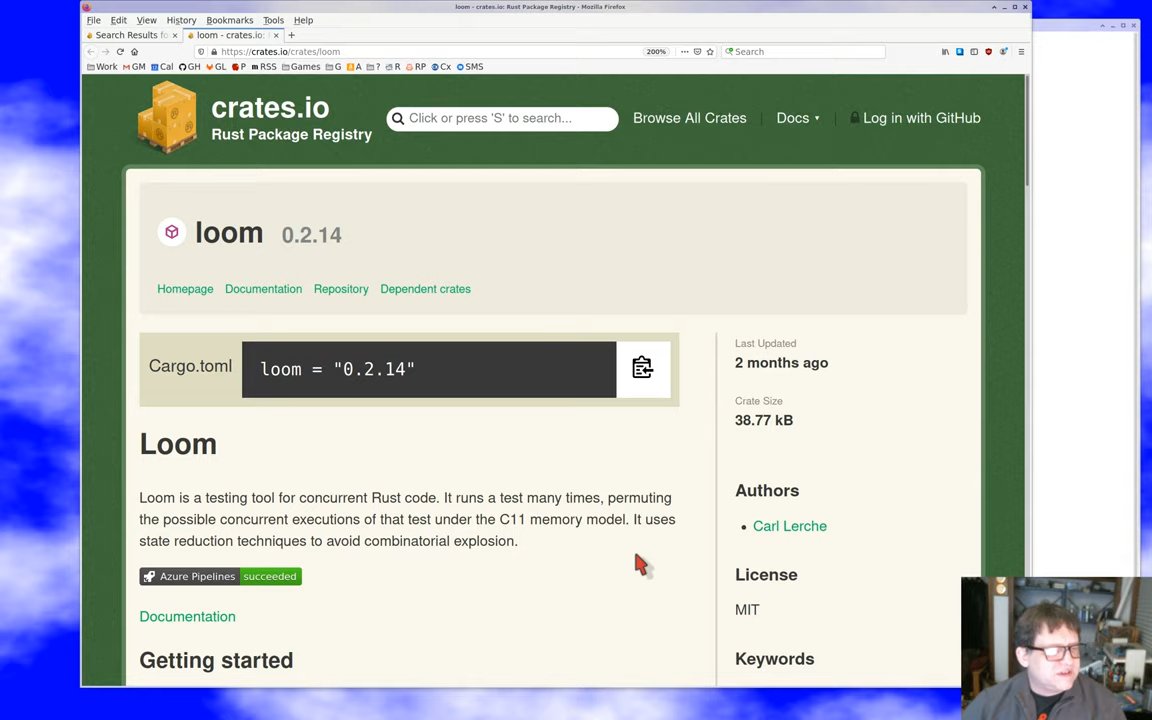 loom - crates.io: Rust Package Registry - Mozilla Firefox
File Edit View History Bookmarks Tools Help
Search Results fo × loom - crates.io: × +
https://crates.io/crates/loom 200% Search
Work GM Cal GH GL P RSS Games G A ? R RP Cx SMS
crates.io
Rust Package Registry
Click or press 'S' to search...
Browse All Crates
Docs
Log in with GitHub
loom 0.2.14
Homepage Documentation Repository Dependent crates
Cargo.toml
loom = "0.2.14"
Loom
Loom is a testing tool for concurrent Rust code. It runs a test many times, permuting
the possible concurrent executions of that test under the C11 memory model. It uses
state reduction techniques to avoid combinatorial explosion.
Azure Pipelines succeeded
Documentation
Getting started
Last Updated
2 months ago
Crate Size
38.77 kB
Authors
• Carl Lerche
License
MIT
Keywords